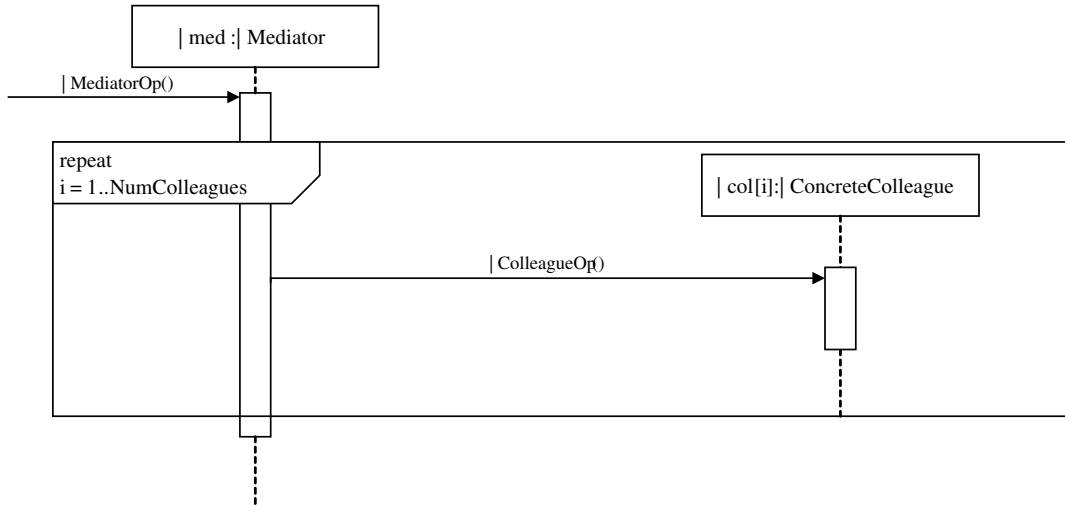 | med :| Mediator
| MediatorOp()
repeat
i = 1..NumColleagues
| col[i]:| ConcreteColleague
| ColleagueOp()